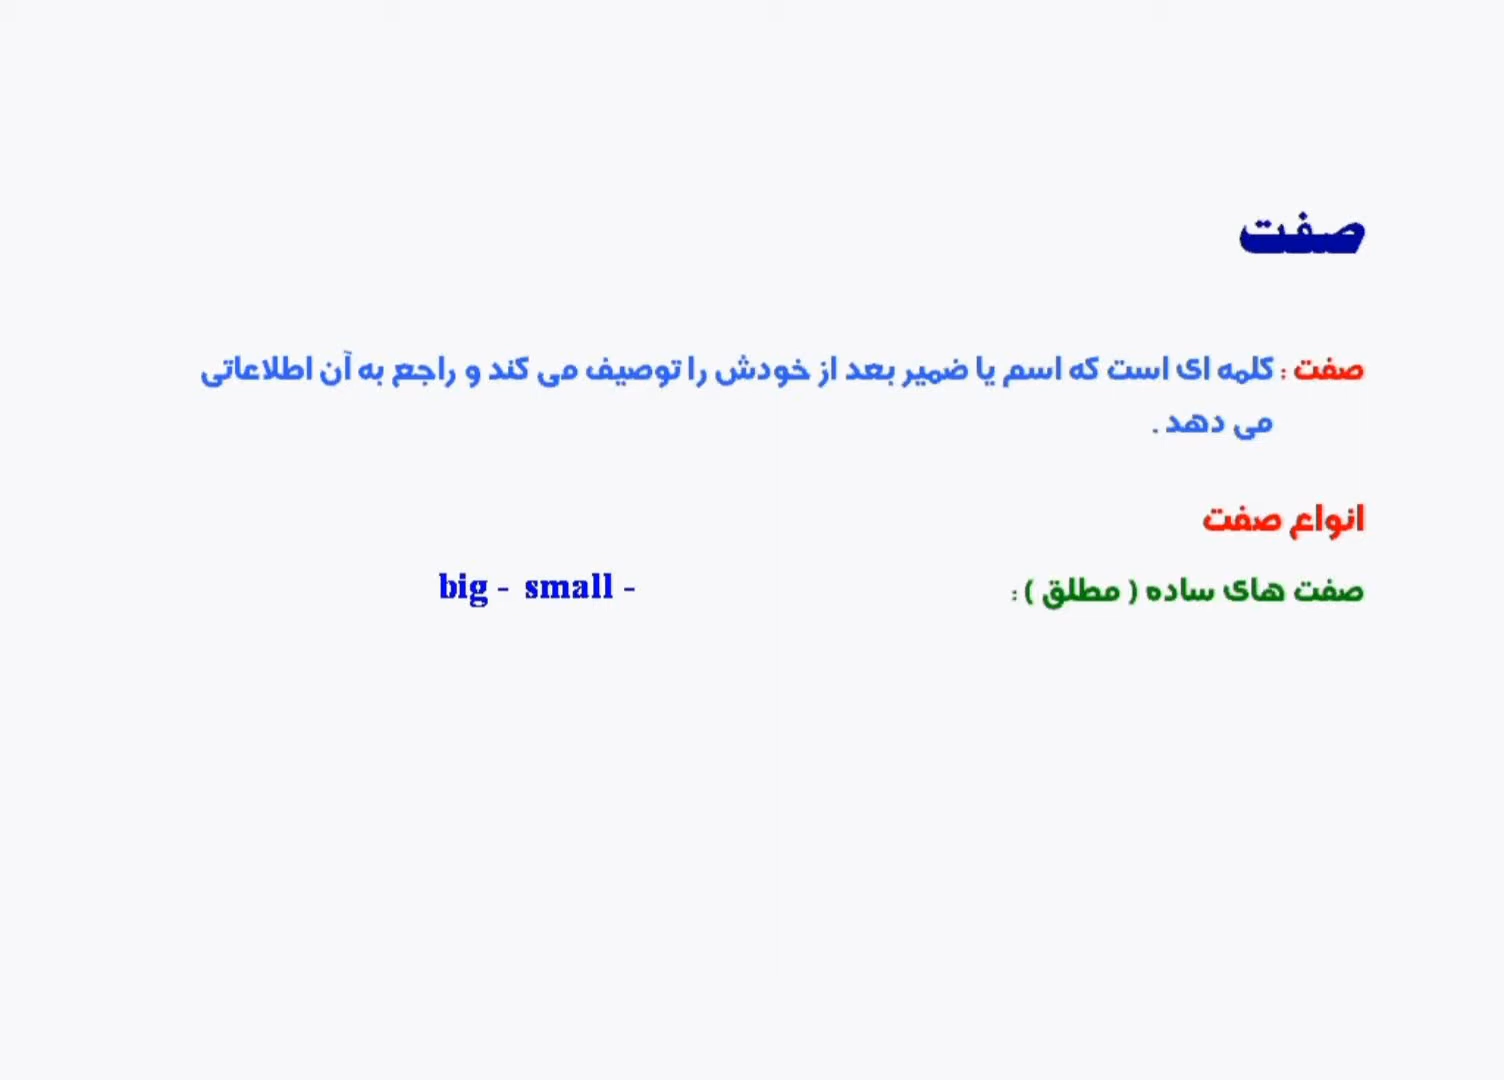 صفت
صفت : کلمه ای است که اسم یا ضمیر بعد از خودش را توصیف می کند و راجع به آن اطلاعاتی
می دهد .
انواع صفت
صفت های ساده ( مطلق ) : big - small -